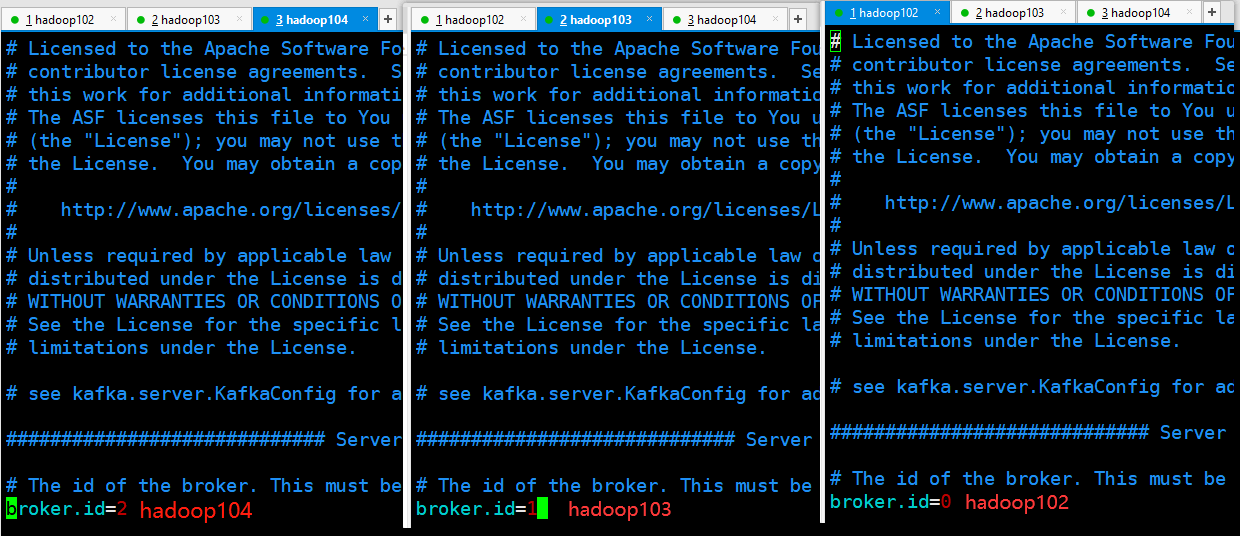 1 hadoop102 × 2 hadoop103 × 3 hadoop104 × +
# Licensed to the Apache Software Fou
# contributor license agreements.  S
# this work for additional informati
# The ASF licenses this file to You
# (the "License"); you may not use t
# the License.  You may obtain a cop
#
#    http://www.apache.org/licenses/
#
# Unless required by applicable law
# distributed under the License is d
# WITHOUT WARRANTIES OR CONDITIONS O
# See the License for the specific l
# limitations under the License.
# see kafka.server.KafkaConfig for a
############################# Server
# The id of the broker. This must be
broker.id=2 hadoop104
1 hadoop102 × 2 hadoop103 × 3 hadoop104 × +
# Licensed to the Apache Software Fou
# contributor license agreements.  Se
# this work for additional informatio
# The ASF licenses this file to You u
# (the "License"); you may not use th
# the License.  You may obtain a copy
#
#    http://www.apache.org/licenses/L
#
# Unless required by applicable law o
# distributed under the License is di
# WITHOUT WARRANTIES OR CONDITIONS OF
# See the License for the specific la
# limitations under the License.
# see kafka.server.KafkaConfig for ad
############################# Server
# The id of the broker. This must be
broker.id=1 hadoop103
1 hadoop102 × 2 hadoop103 × 3 hadoop104 × +
# Licensed to the Apache Software Fou
# contributor license agreements.  Se
# this work for additional informatio
# The ASF licenses this file to You u
# (the "License"); you may not use th
# the License.  You may obtain a copy
#
#    http://www.apache.org/licenses/L
#
# Unless required by applicable law o
# distributed under the License is di
# WITHOUT WARRANTIES OR CONDITIONS OF
# See the License for the specific la
# limitations under the License.
# see kafka.server.KafkaConfig for ad
############################# Server
# The id of the broker. This must be
broker.id=0 hadoop102